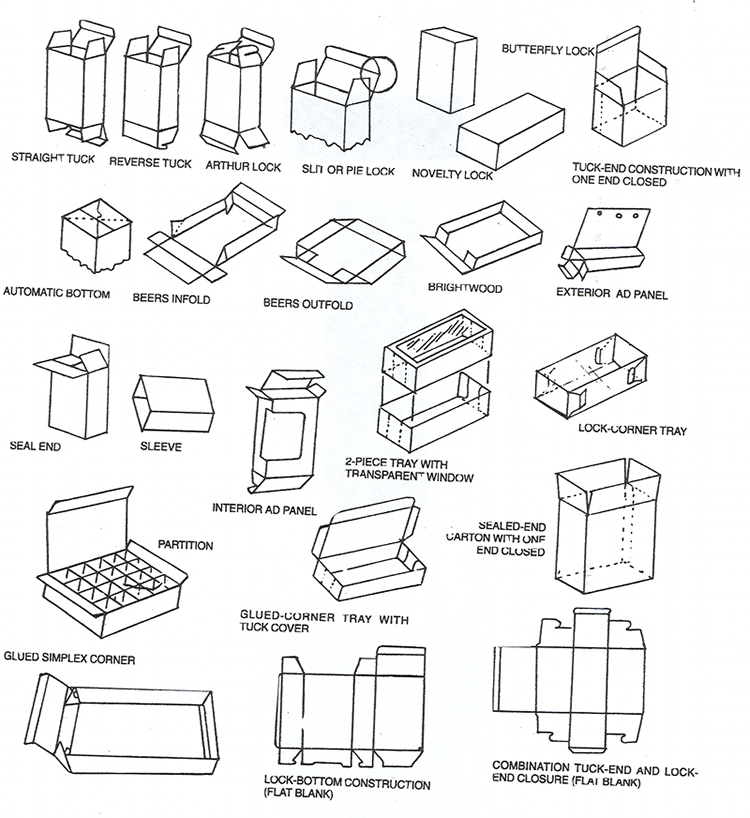 BUTTERFLY LOCK
STRAIGHT TUCK
REVERSE TUCK
ARTHUR LOCK
SLIT OR PIE LOCK
NOVELTY LOCK
TUCK-END CONSTRUCTION WITH
ONE END CLOSED
AUTOMATIC BOTTOM
BEERS INFOLD
BEERS OUTFOLD
BRIGHTWOOD
EXTERIOR AD PANEL
SEAL END
SLEEVE
INTERIOR AD PANEL
2-PIECE TRAY WITH
TRANSPARENT WINDOW
LOCK-CORNER TRAY
PARTITION
SEALED-END
CARTON WITH ONE
END CLOSED
GLUED-CORNER TRAY WITH
TUCK COVER
GLUED SIMPLEX CORNER
LOCK-BOTTOM CONSTRUCTION
(FLAT BLANK)
COMBINATION TUCK-END AND LOCK-
END CLOSURE (FLAT BLANK)